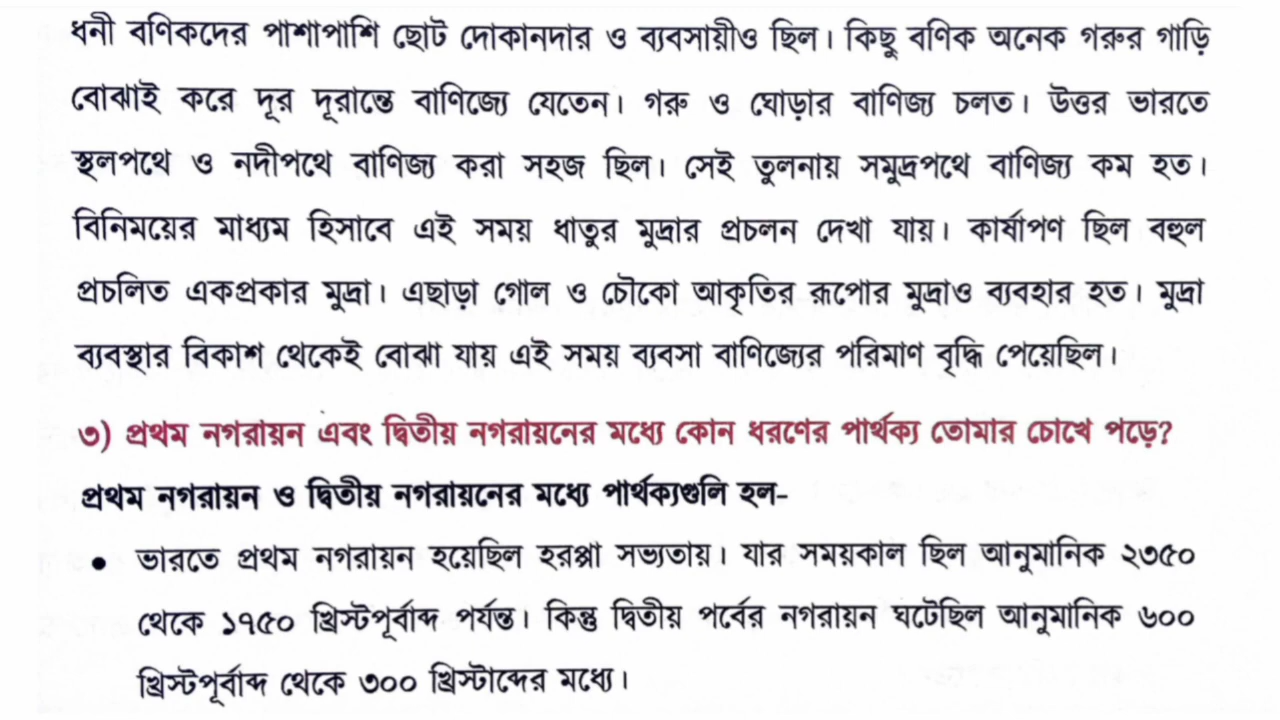 ধনী বণিকদের পাশাপাশি ছোট দোকানদার ও ব্যবসায়ীও ছিল। কিছু বণিক অনেক গরুর গাড়ি
বোঝাই করে দূর দূরান্তে বাণিজ্যে যেতেন। গরু ও ঘোড়ার বাণিজ্য চলত। উত্তর ভারতে
স্থলপথে ও নদীপথে বাণিজ্য করা সহজ ছিল। সেই তুলনায় সমুদ্রপথে বাণিজ্য কম হত।
বিনিময়ের মাধ্যম হিসাবে এই সময় ধাতুর মুদ্রার প্রচলন দেখা যায়। কার্ষাপণ ছিল বহুল
প্রচলিত একপ্রকার মুদ্রা। এছাড়া গোল ও চৌকো আকৃতির রূপোর মুদ্রাও ব্যবহার হত। মুদ্রা
ব্যবস্থার বিকাশ থেকেই বোঝা যায় এই সময় ব্যবসা বাণিজ্যের পরিমাণ বৃদ্ধি পেয়েছিল।
৩) প্রথম নগরায়ন এবং দ্বিতীয় নগরায়নের মধ্যে কোন ধরণের পার্থক্য তোমার চোখে পড়ে?
প্রথম নগরায়ন ও দ্বিতীয় নগরায়নের মধ্যে পার্থক্যগুলি হল-
• ভারতে প্রথম নগরায়ন হয়েছিল হরপ্পা সভ্যতায়। যার সময়কাল ছিল আনুমানিক ২৩৫০
থেকে ১৭৫০ খ্রিস্টপূর্বাব্দ পর্যন্ত। কিন্তু দ্বিতীয় পর্বের নগরায়ন ঘটেছিল আনুমানিক ৬০০
খ্রিস্টপূর্বাব্দ থেকে ৩০০ খ্রিস্টাব্দের মধ্যে।